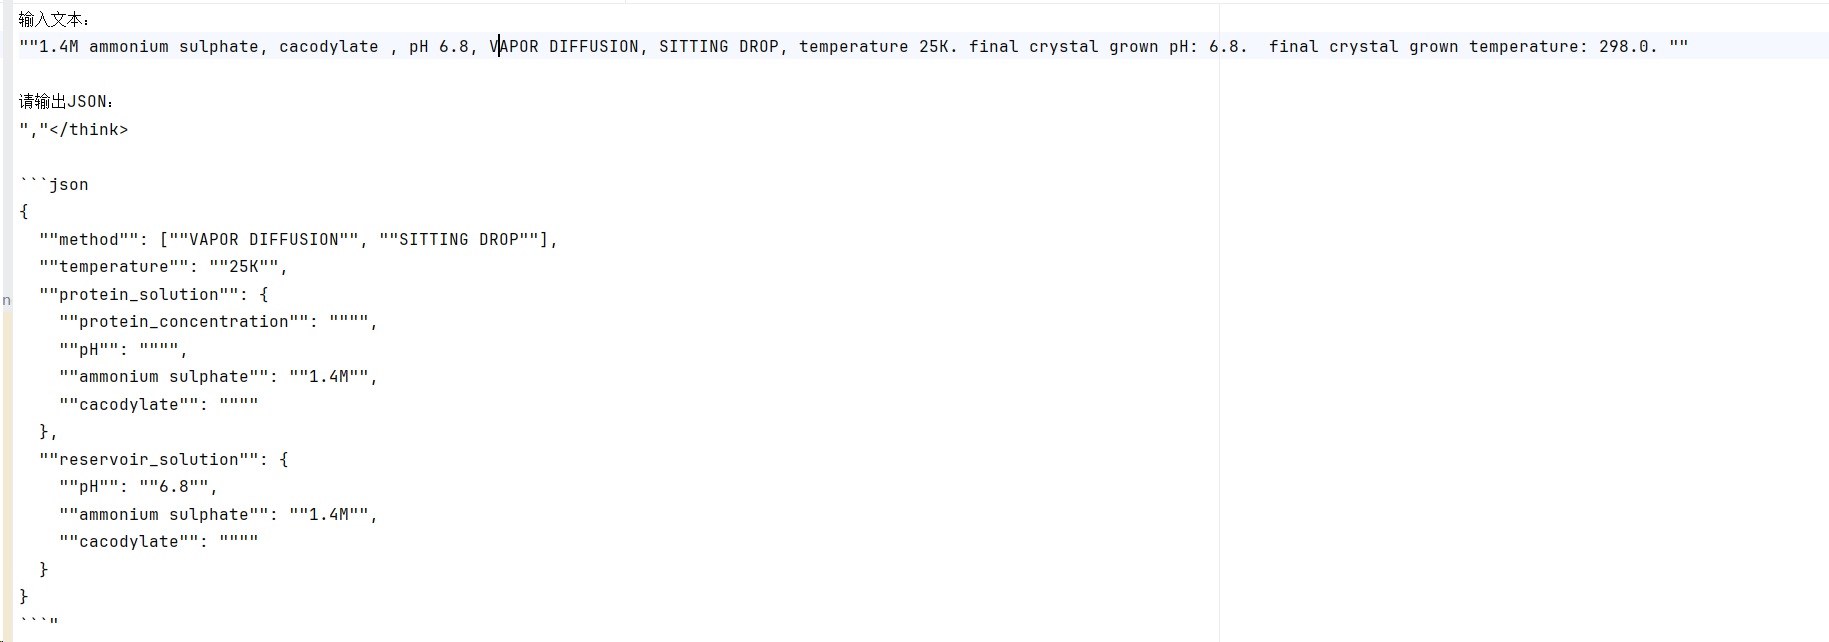 输入文本：
""1.4M ammonium sulphate, cacodylate , pH 6.8, VAPOR DIFFUSION, SITTING DROP, temperature 25K. final crystal grown pH: 6.8.  final crystal grown temperature: 298.0. ""
请输出JSON：
","</think>
```json
{
  ""method"": [""VAPOR DIFFUSION"", ""SITTING DROP""],
  ""temperature"": ""25K"",
  ""protein_solution"": {
n
    ""protein_concentration"": """",
    ""pH"": """",
    ""ammonium sulphate"": ""1.4M"",
    ""cacodylate"": """"
  },
  ""reservoir_solution"": {
    ""pH"": ""6.8"",
    ""ammonium sulphate"": ""1.4M"",
    ""cacodylate"": """"
  }
}
```"